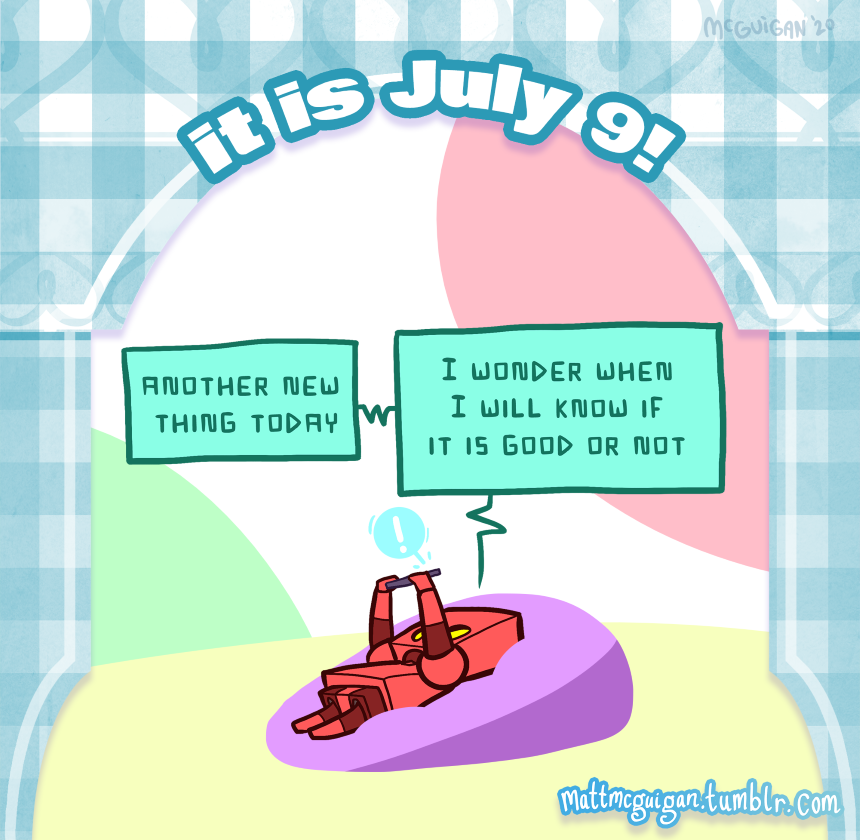 McGUiGAN '20
it is July 9!
ANOTHER NEW
THING TODAY
I WONDER WHEN
I WILL KNOW IF
IT IS GOOD OR NOT
!
mattmcguigan.tumblr.com